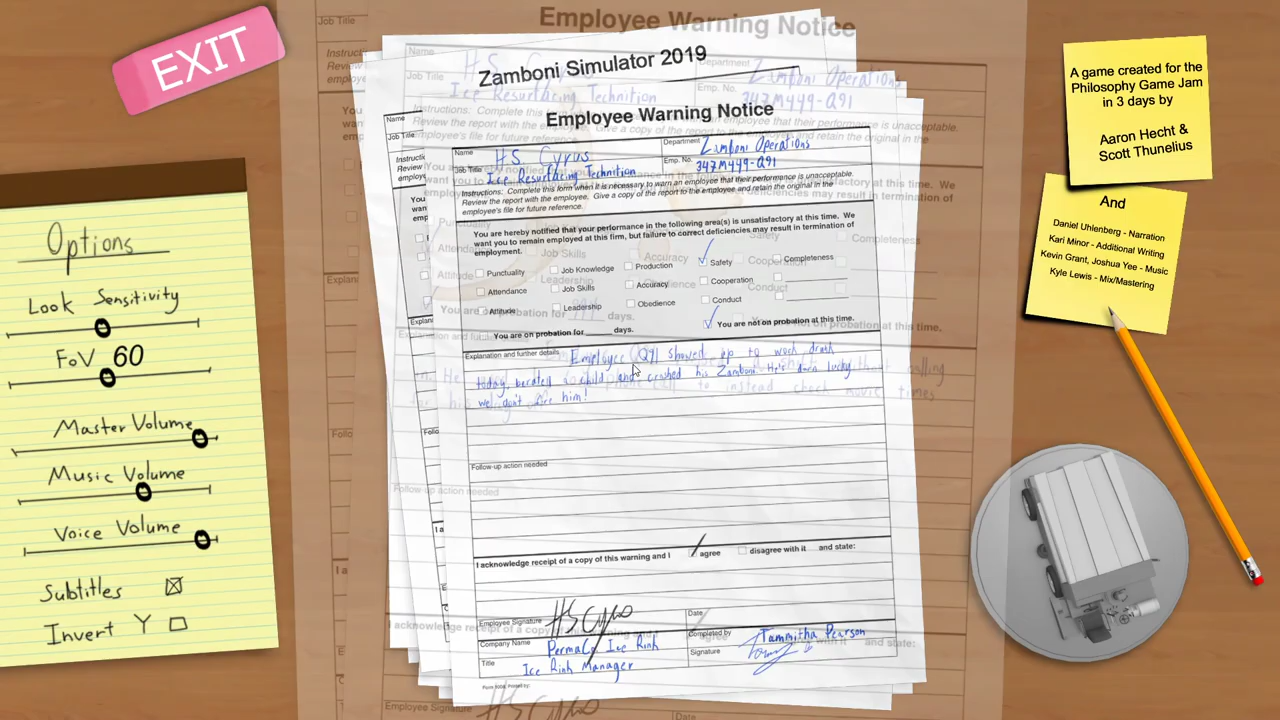 EXIT
Zamboni Simulator 2019
Employee Warning Notice
Name H.S. Cyrus
Department Zamboni Operations
Job Title Ice Resurfacing Technition
Emp. No. 347M449-Q91
Instructions: Complete this form when it is necessary to warn an employee that their performance is unacceptable.
Review the report with the employee. Give a copy of the report to the employee and retain the original in the
employee's file for future reference.
You are hereby notified that your performance in the following area(s) is unsatisfactory at this time. We
want you to remain employed at this firm, but failure to correct deficiencies may result in termination of
employment.
Punctuality Job Knowledge Production Safety Completeness
Attendance Job Skills Accuracy Cooperation
Attitude Leadership Obedience Conduct
You are on probation for ______ days. You are not on probation at this time.
Explanation and further details Employee Q91 showed up to work drunk
today, berated a child and crashed his Zamboni. He's darn lucky
we don't fire him!
Follow-up action needed
I acknowledge receipt of a copy of this warning and I agree disagree with it and state:
Employee Signature HS Cyrus
Date
Company Name PermaCo Ice Rink
Completed by Tammitha Pearson
Title Ice Rink Manager
Signature
Options
Look Sensitivity
FoV 60
Master Volume
Music Volume
Voice Volume
Subtitles
Invert Y
A game created for the
Philosophy Game Jam
in 3 days by
Aaron Hecht &
Scott Thunelius
And
Daniel Uhlenberg - Narration
Kari Minor - Additional Writing
Kevin Grant, Joshua Yee - Music
Kyle Lewis - Mix/Mastering